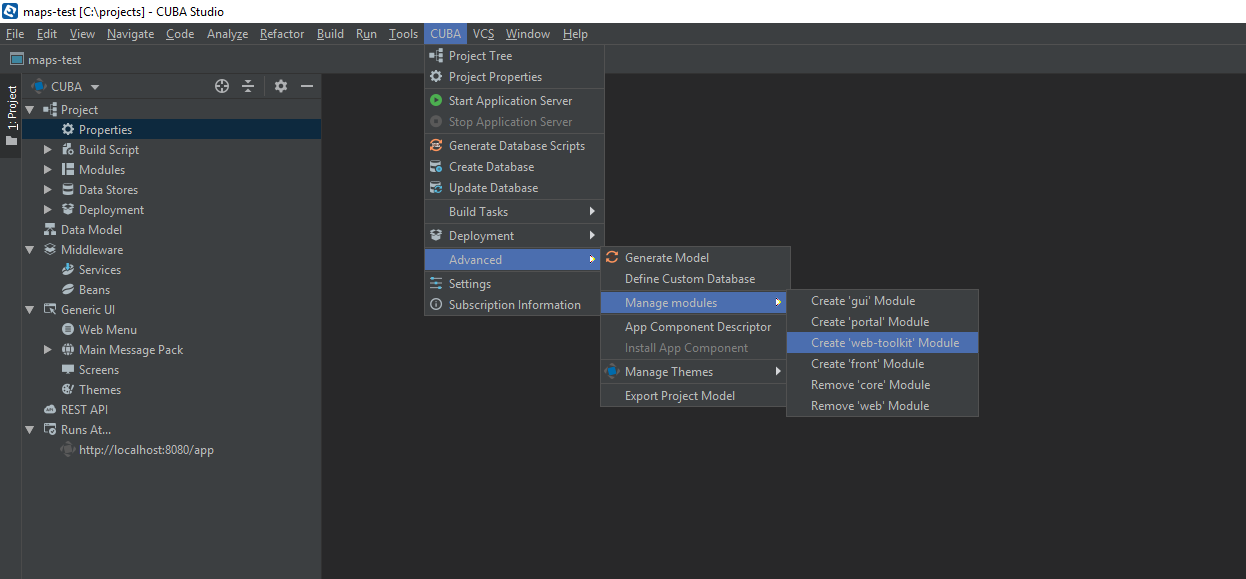 maps-test [C:\projects] - CUBA Studio
File Edit View Navigate Code Analyze Refactor Build Run Tools CUBA VCS Window Help
maps-test
1: Project
CUBA
Project
Properties
Build Script
Modules
Data Stores
Deployment
Data Model
Middleware
Services
Beans
Generic UI
Web Menu
Main Message Pack
Screens
Themes
REST API
Runs At...
http://localhost:8080/app
Project Tree
Project Properties
Start Application Server
Stop Application Server
Generate Database Scripts
Create Database
Update Database
Build Tasks
Deployment
Advanced
Settings
Subscription Information
Generate Model
Define Custom Database
Manage modules
App Component Descriptor
Install App Component
Manage Themes
Export Project Model
Create 'gui' Module
Create 'portal' Module
Create 'web-toolkit' Module
Create 'front' Module
Remove 'core' Module
Remove 'web' Module